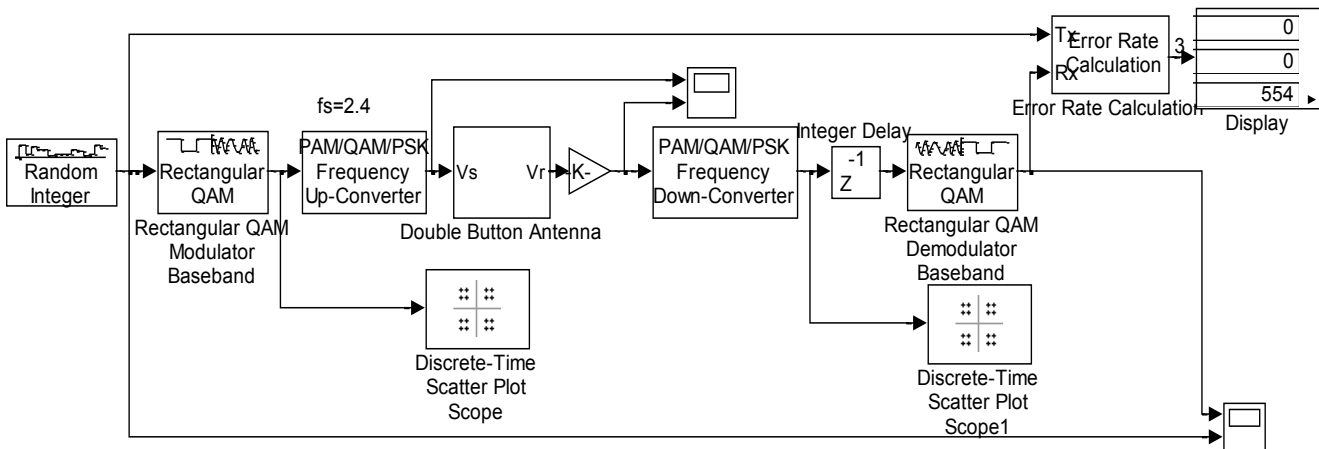 Random
Integer
Rectangular
QAM
Rectangular QAM
Modulator
Baseband
fs=2.4
PAM/QAM/PSK
Frequency
Up-Converter
Vs
Vr
Double Button Antenna
-K-
PAM/QAM/PSK
Frequency
Down-Converter
Integer Delay
-1
Z
Rectangular
QAM
Rectangular QAM
Demodulator
Baseband
Tx
Rx
Error Rate
Calculation
Error Rate Calculation
3
0
0
554
Display
Discrete-Time
Scatter Plot
Scope
Discrete-Time
Scatter Plot
Scope1